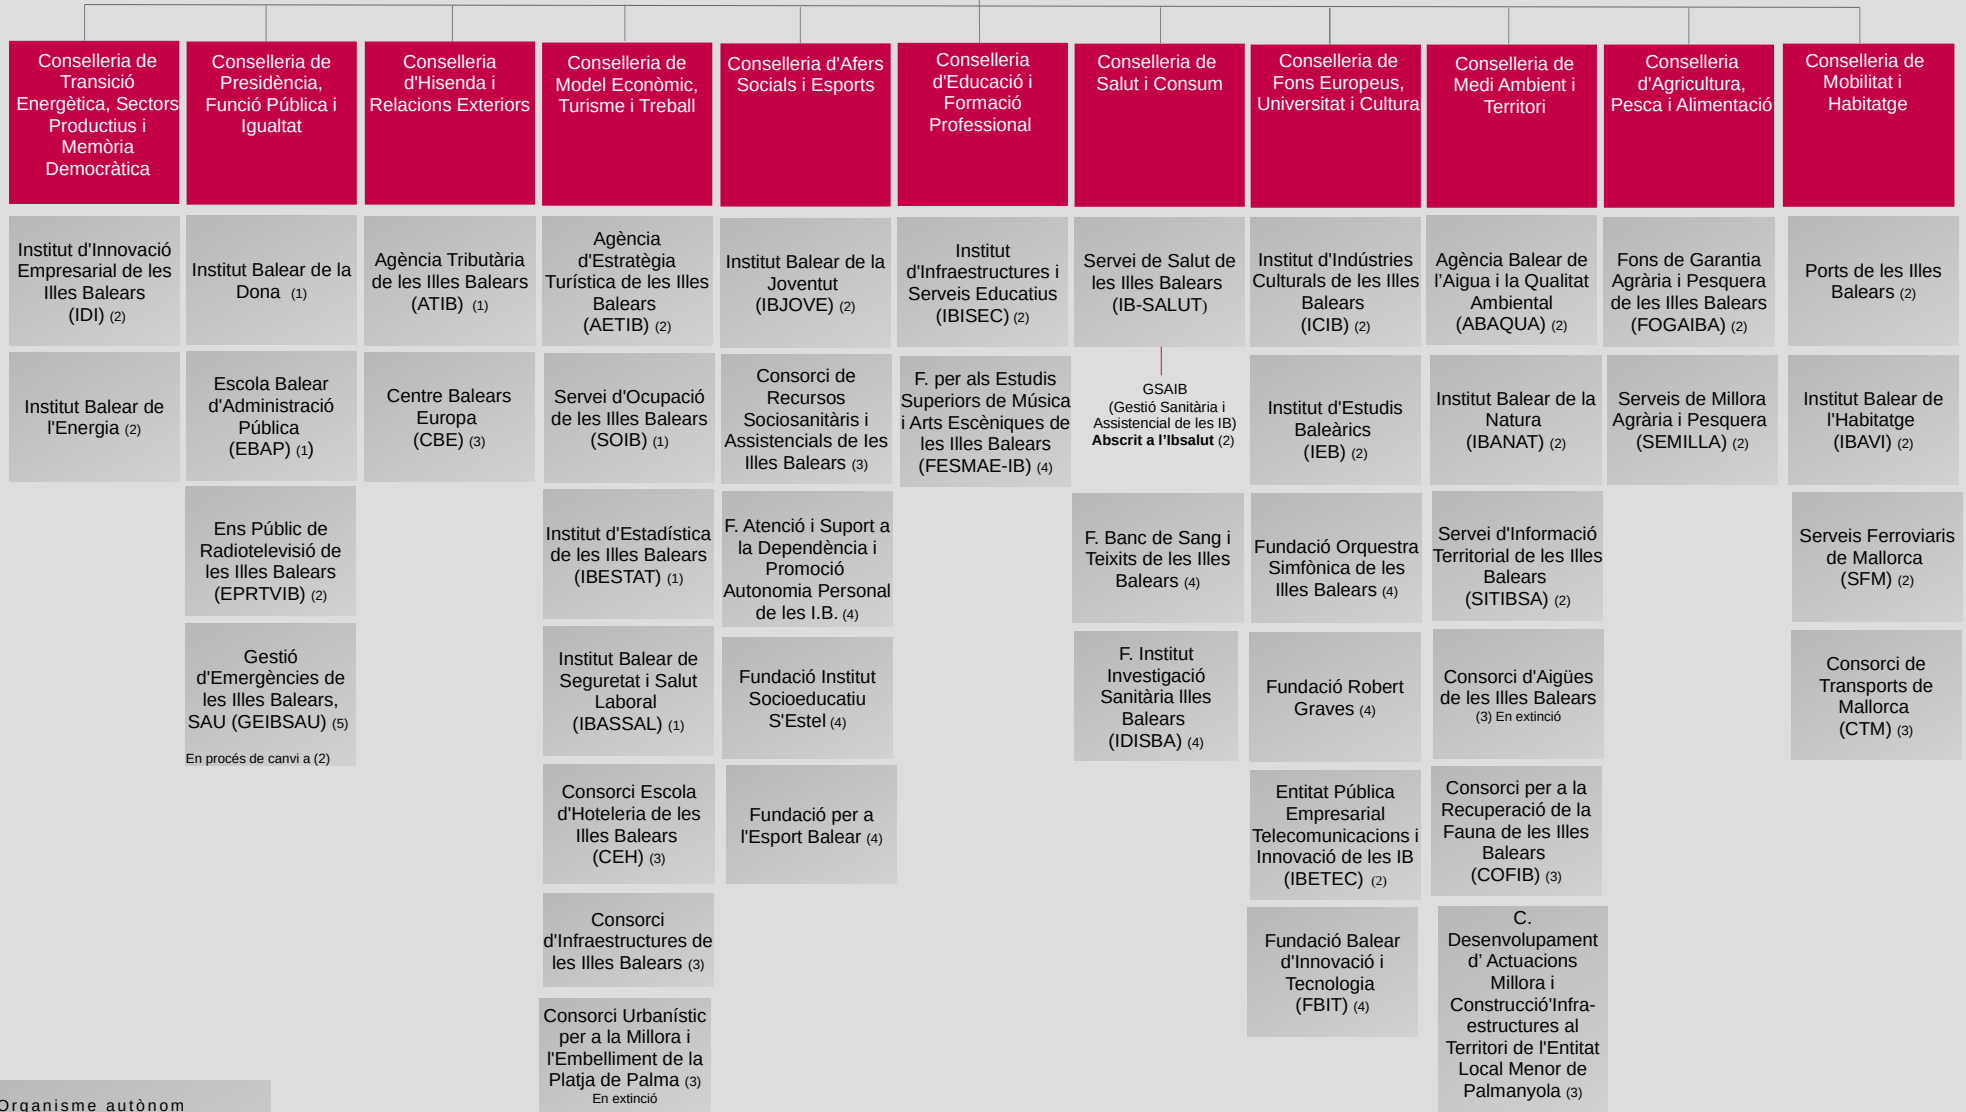 Conselleria de
Transició
Energètica, Sectors
Productius i
Memòria
Democràtica
Institut d'Innovació
Empresarial de les
Illes Balears
(IDI) (2)
Institut Balear de
l'Energia (2)
Conselleria de
Presidència,
Funció Pública i
Igualtat
Institut Balear de la
Dona (1)
Escola Balear
d'Administració
Pública
(EBAP) (1)
Ens Públic de
Radiotelevisió de
les Illes Balears
(EPRTVIB) (2)
Gestió
d'Emergències de
les Illes Balears,
SAU (GEIBSAU) (5)
En procés de canvi a (2)
Conselleria
d'Hisenda i
Relacions Exteriors
Agència Tributària
de les Illes Balears
(ATIB) (1)
Centre Balears
Europa
(CBE) (3)
Conselleria de
Model Econòmic,
Turisme i Treball
Agència
d'Estratègia
Turística de les Illes
Balears
(AETIB) (2)
Servei d'Ocupació
de les Illes Balears
(SOIB) (1)
Institut d'Estadística
de les Illes Balears
(IBESTAT) (1)
Institut Balear de
Seguretat i Salut
Laboral
(IBASSAL) (1)
Consorci Escola
d'Hoteleria de les
Illes Balears
(CEH) (3)
Consorci
d'Infraestructures de
les Illes Balears (3)
Consorci Urbanístic
per a la Millora i
l'Embelliment de la
Platja de Palma (3)
En extinció
Conselleria d'Afers
Socials i Esports
Institut Balear de la
Joventut
(IBJOVE) (2)
Consorci de
Recursos
Sociosanitàris i
Assistencials de les
Illes Balears (3)
F. Atenció i Suport a
la Dependència i
Promoció
Autonomia Personal
de les I.B. (4)
Fundació Institut
Socioeducatiu
S'Estel (4)
Fundació per a
l'Esport Balear (4)
Conselleria
d'Educació i
Formació
Professional
Institut
d'Infraestructures i
Serveis Educatius
(IBISEC) (2)
F. per als Estudis
Superiors de Música
i Arts Escèniques de
les Illes Balears
(FESMAE-IB) (4)
Conselleria de
Salut i Consum
Servei de Salut de
les Illes Balears
(IB-SALUT)
GSAIB
(Gestió Sanitària i
Assistencial de les IB)
Abscrit a l'Ibsalut (2)
F. Banc de Sang i
Teixits de les Illes
Balears (4)
F. Institut
Investigació
Sanitària Illes
Balears
(IDISBA) (4)
Conselleria de
Fons Europeus,
Universitat i Cultura
Institut d'Indústries
Culturals de les Illes
Balears
(ICIB) (2)
Institut d'Estudis
Baleàrics
(IEB) (2)
Fundació Orquestra
Simfònica de les
Illes Balears (4)
Fundació Robert
Graves (4)
Entitat Pública
Empresarial
Telecomunicacions i
Innovació de les IB
(IBETEC) (2)
Fundació Balear
d'Innovació i
Tecnologia
(FBIT) (4)
Conselleria de
Medi Ambient i
Territori
Agència Balear de
l’Aigua i la Qualitat
Ambiental
(ABAQUA) (2)
Institut Balear de la
Natura
(IBANAT) (2)
Servei d'Informació
Territorial de les Illes
Balears
(SITIBSA) (2)
Consorci d'Aigües
de les Illes Balears
(3) En extinció
Consorci per a la
Recuperació de la
Fauna de les Illes
Balears
(COFIB) (3)
C.
Desenvolupament
d’ Actuacions
Millora i
Construcció'Infra-
estructures al
Territori de l'Entitat
Local Menor de
Palmanyola (3)
Conselleria
d'Agricultura,
Pesca i Alimentació
Fons de Garantia
Agrària i Pesquera
de les Illes Balears
(FOGAIBA) (2)
Serveis de Millora
Agrària i Pesquera
(SEMILLA) (2)
Conselleria de
Mobilitat i
Habitatge
Ports de les Illes
Balears (2)
Institut Balear de
l'Habitatge
(IBAVI) (2)
Serveis Ferroviaris
de Mallorca
(SFM) (2)
Consorci de
Transports de
Mallorca
(CTM) (3)
Organisme autònom